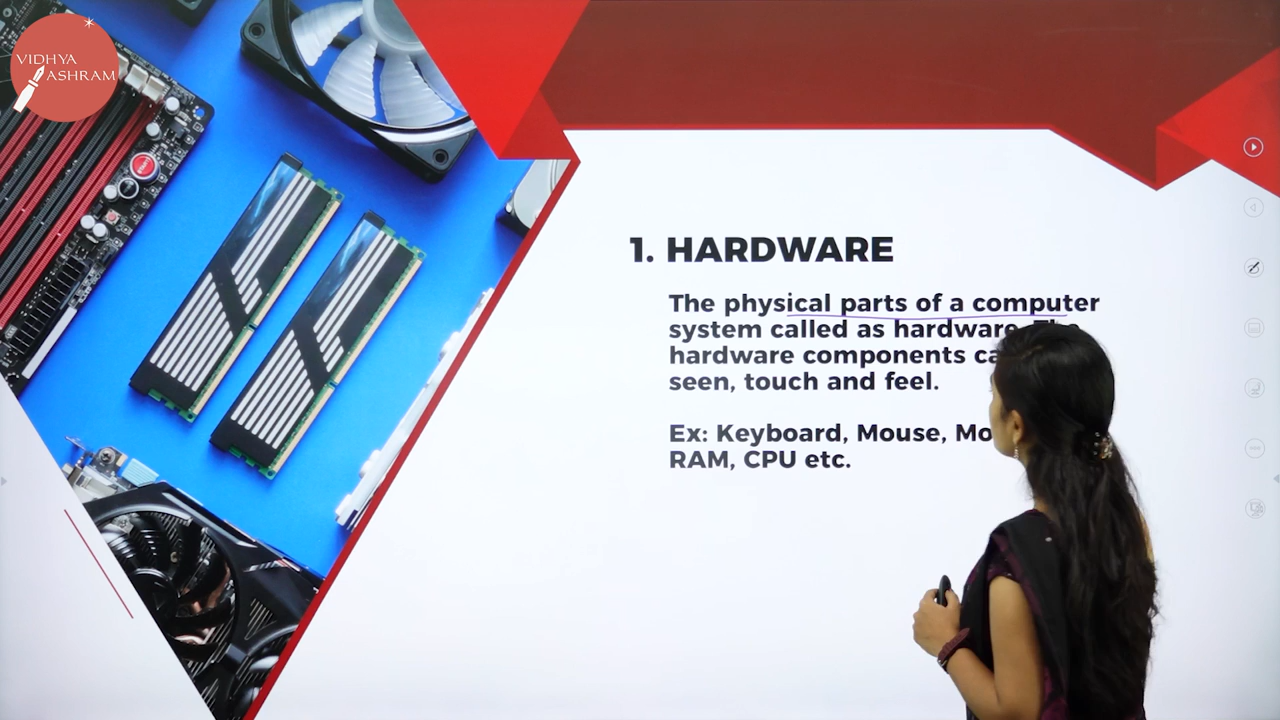 VIDHYA
ASHRAM
1. HARDWARE
The physical parts of a computer
system called as hardware. The
hardware components ca
seen, touch and feel.
Ex: Keyboard, Mouse, Mo
RAM, CPU etc.